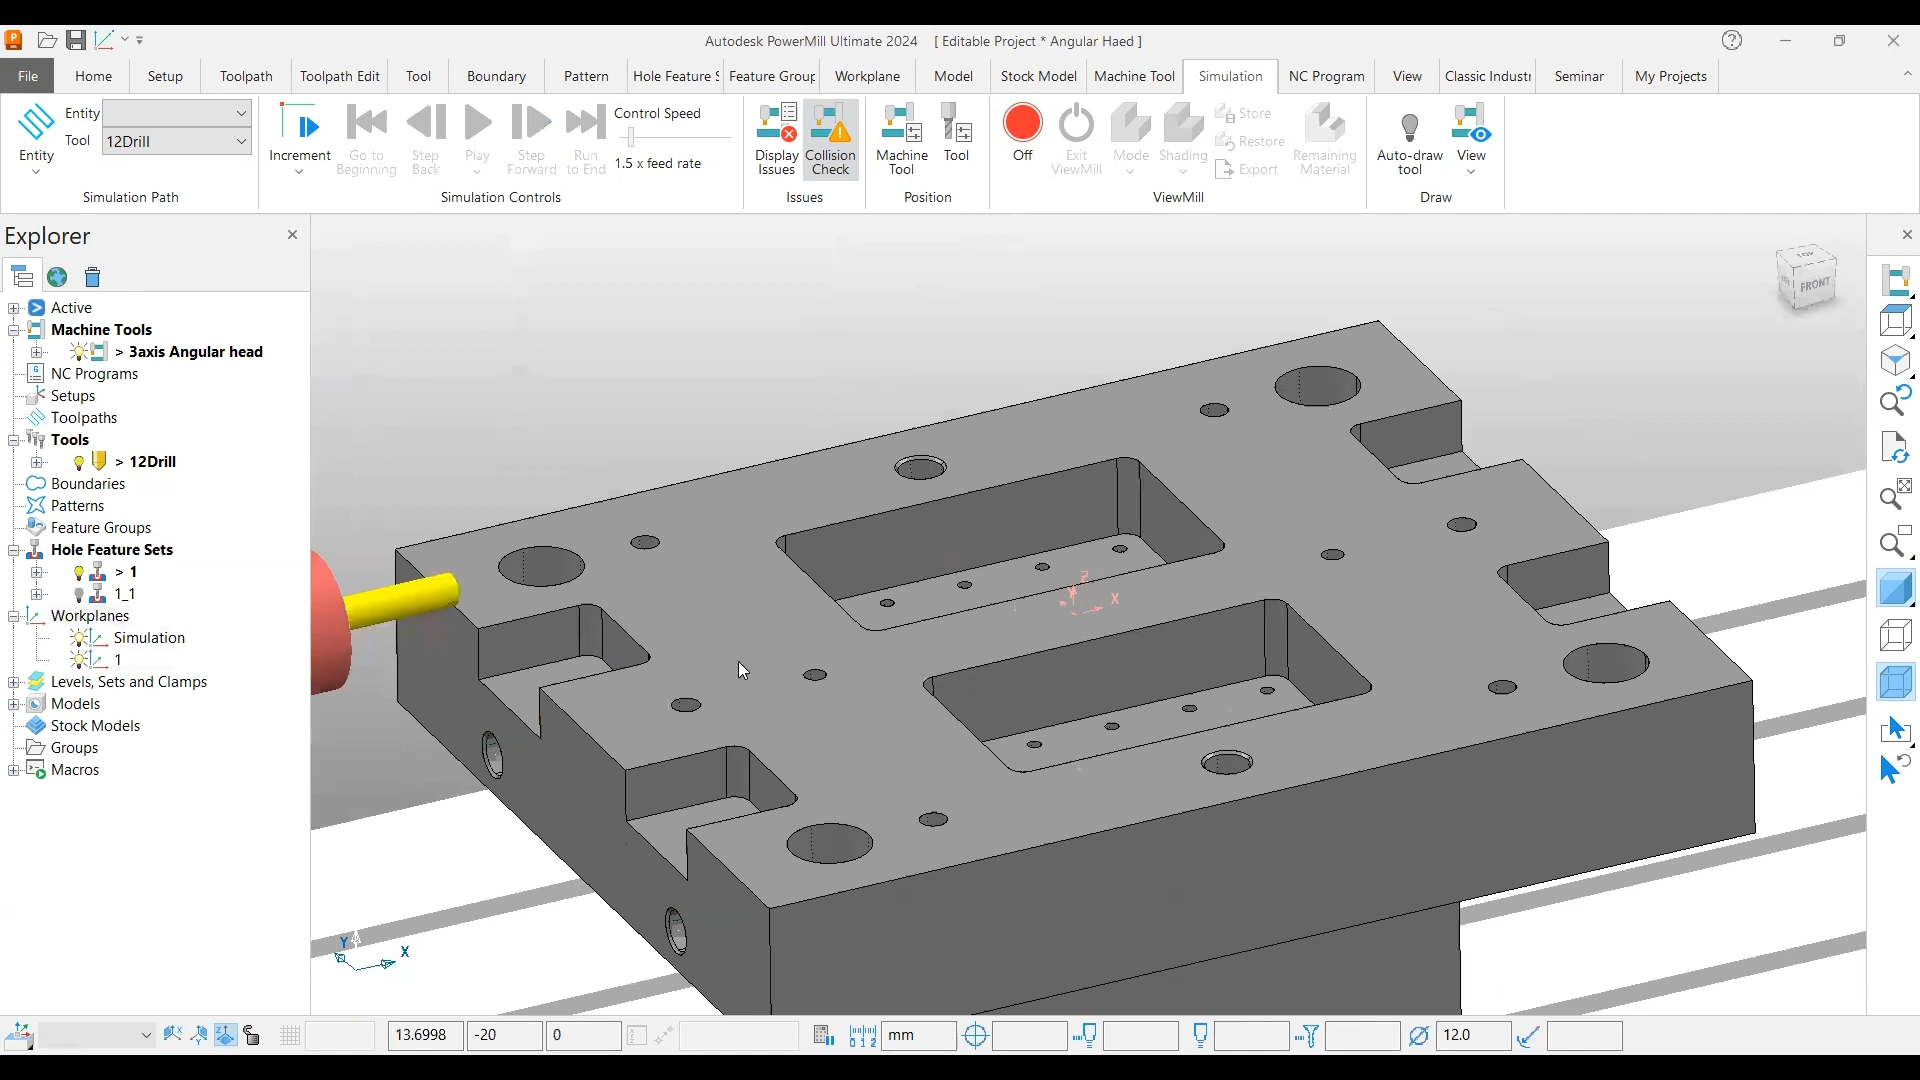 Autodesk PowerMill Ultimate 2024 [ Editable Project * Angular Haed ]
File Home Setup Toolpath Toolpath Edit Tool Boundary Pattern Hole Feature S Feature Group Workplane Model Stock Model Machine Tool Simulation NC Program View Classic Industr Seminar My Projects
Entity
Tool 12Drill
Entity
Simulation Path
Increment
Go to Beginning
Step Back
Play
Step Forward
Run to End
Control Speed
1.5 x feed rate
Simulation Controls
Display Issues
Collision Check
Issues
Machine Tool
Tool
Position
Off
Exit ViewMill
Mode
Shading
Store
Restore
Export
Remaining Material
ViewMill
Auto-draw tool
View
Draw
Explorer
Active
Machine Tools
> 3axis Angular head
NC Programs
Setups
Toolpaths
Tools
> 12Drill
Boundaries
Patterns
Feature Groups
Hole Feature Sets
> 1
1_1
Workplanes
Simulation
1
Levels, Sets and Clamps
Models
Stock Models
Groups
Macros
TOP
FRONT
Z
X
Y
X
13.6998 -20 0 mm 12.0